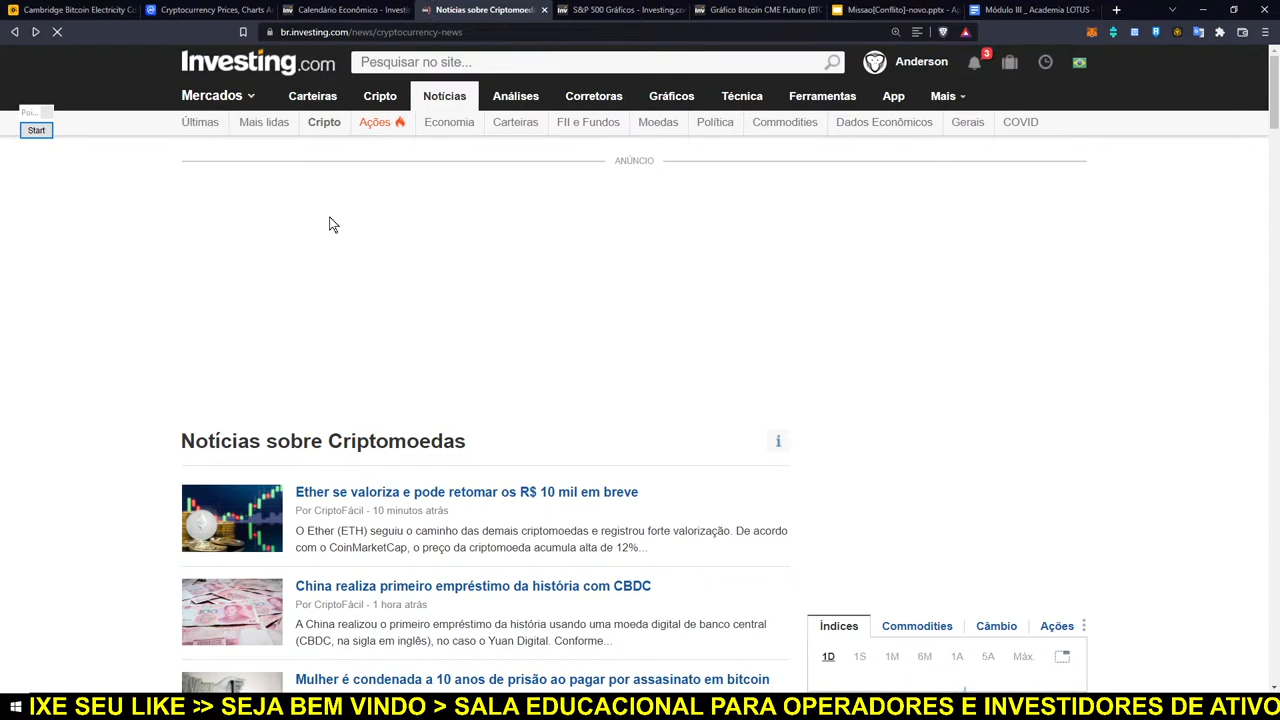 Cambridge Bitcoin Electricity Co
Cryptocurrency Prices, Charts A
Calendário Econômico - Investi
Notícias sobre Criptomoed
S&P 500 Gráficos - Investing.co
Gráfico Bitcoin CME Futuro (BTC
Missao[Conflito]-novo.pptx - Ap
Módulo III _ Academia LOTUS -
br.investing.com/news/cryptocurrency-news
Investing.com
Pesquisar no site...
Anderson
3
Mercados
Carteiras
Cripto
Notícias
Análises
Corretoras
Gráficos
Técnica
Ferramentas
App
Mais
Poi...
Start
Últimas
Mais lidas
Cripto
Ações
Economia
Carteiras
FII e Fundos
Moedas
Política
Commodities
Dados Econômicos
Gerais
COVID
ANÚNCIO
Notícias sobre Criptomoedas
i
Ether se valoriza e pode retomar os R$ 10 mil em breve
Por CriptoFácil - 10 minutos atrás
O Ether (ETH) seguiu o caminho das demais criptomoedas e registrou forte valorização. De acordo
com o CoinMarketCap, o preço da criptomoeda acumula alta de 12%...
China realiza primeiro empréstimo da história com CBDC
Por CriptoFácil - 1 hora atrás
A China realizou o primeiro empréstimo da história usando uma moeda digital de banco central
(CBDC, na sigla em inglês), no caso o Yuan Digital. Conforme...
Mulher é condenada a 10 anos de prisão ao pagar por assassinato em bitcoin
Índices
Commodities
Câmbio
Ações
1D
1S
1M
6M
1A
5A
Máx.
IXE SEU LIKE >> SEJA BEM VINDO > SALA EDUCACIONAL PARA OPERADORES E INVESTIDORES DE ATIVO